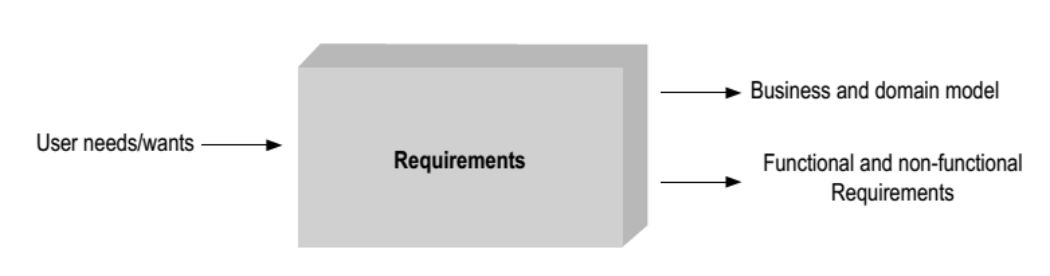 User needs/wants
Requirements
Business and domain model
Functional and non-functional
Requirements